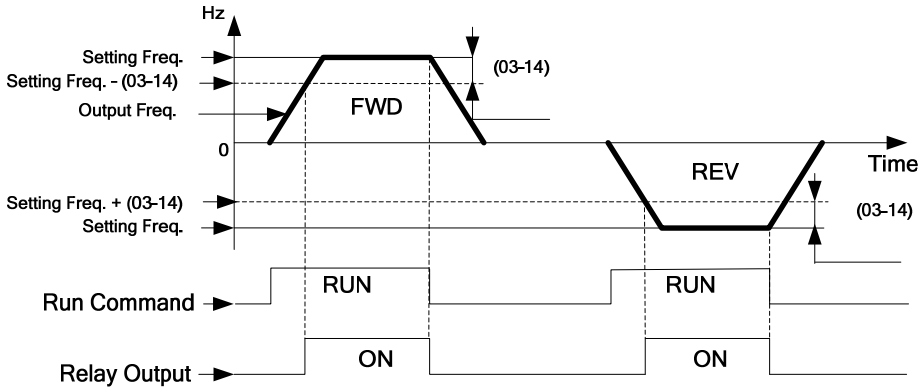 Hz
Setting Freq.
(03-14)
Setting Freq. - (03-14)
Output Freq.
FWD
0
Time
REV
Setting Freq. + (03-14)
(03-14)
Setting Freq.
RUN
RUN
Run Command
ON
ON
Relay Output